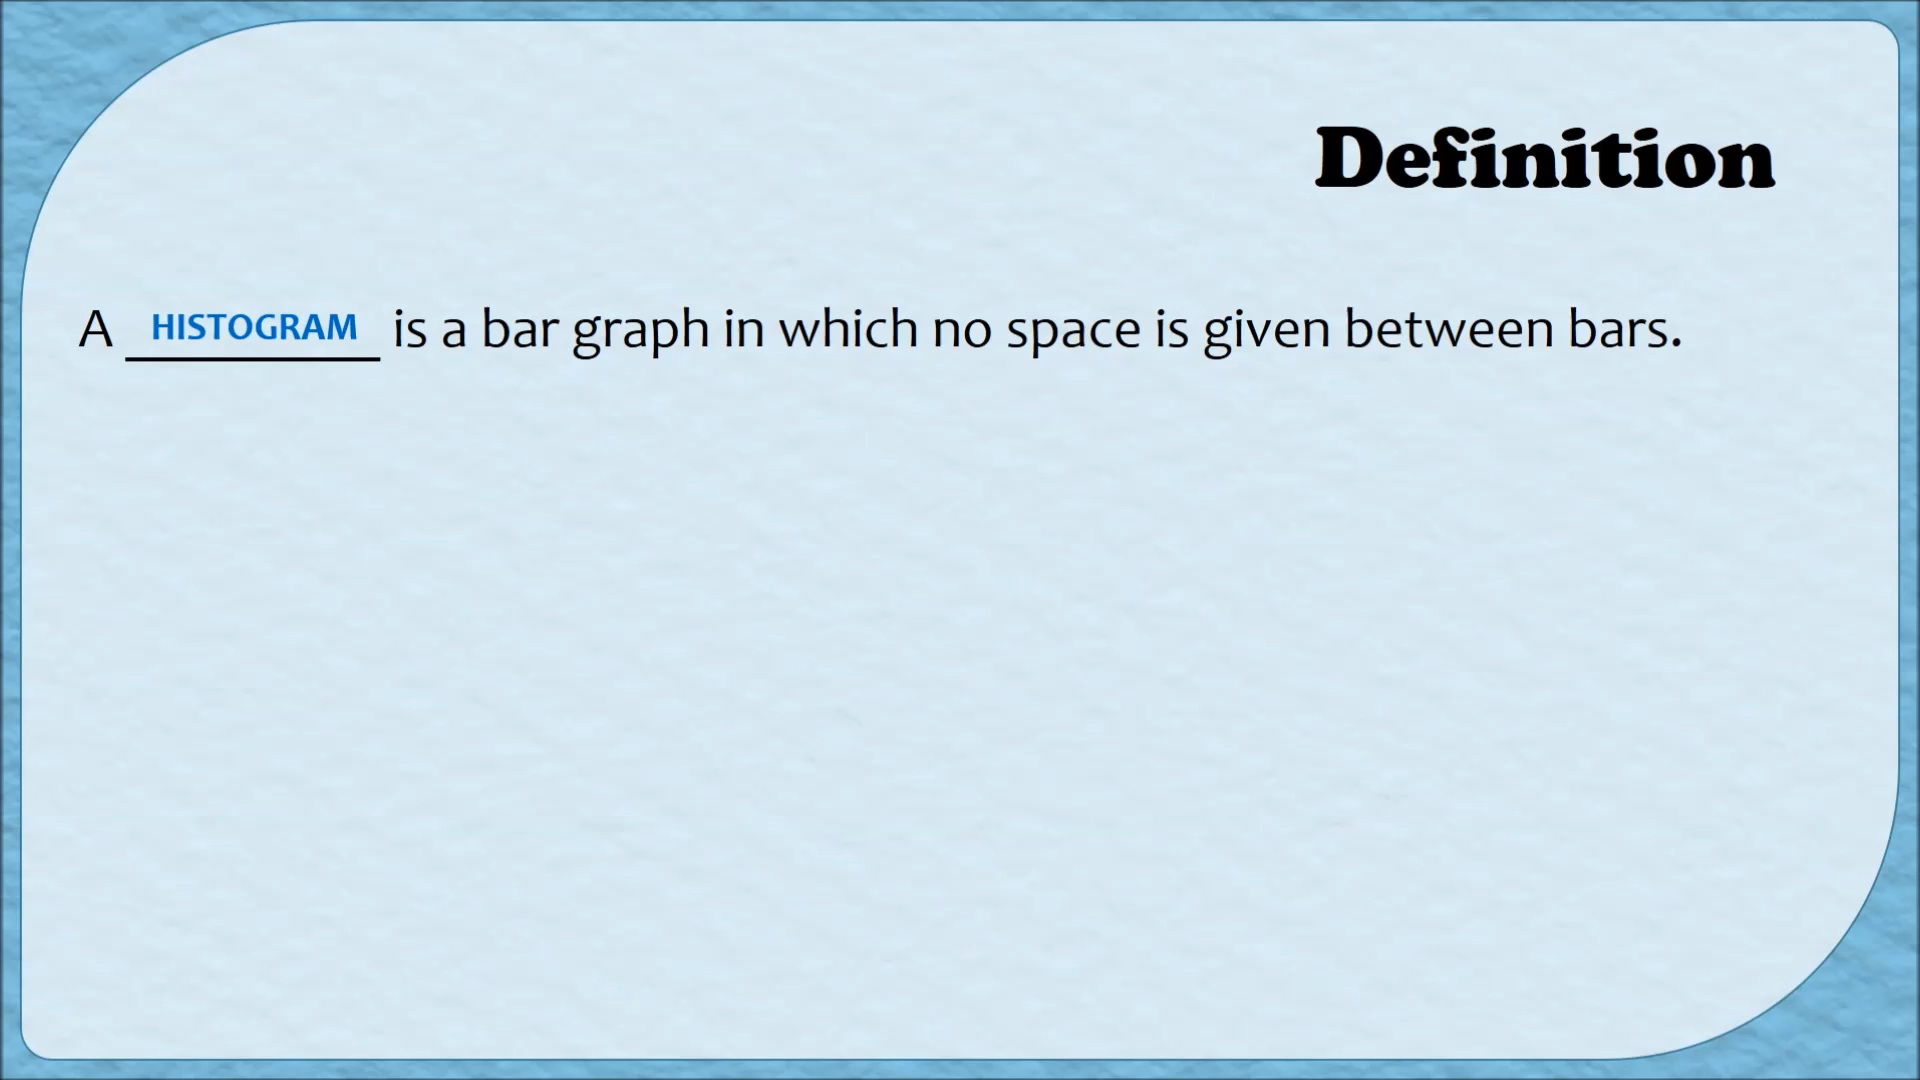 Definition
A HISTOGRAM is a bar graph in which no space is given between bars.